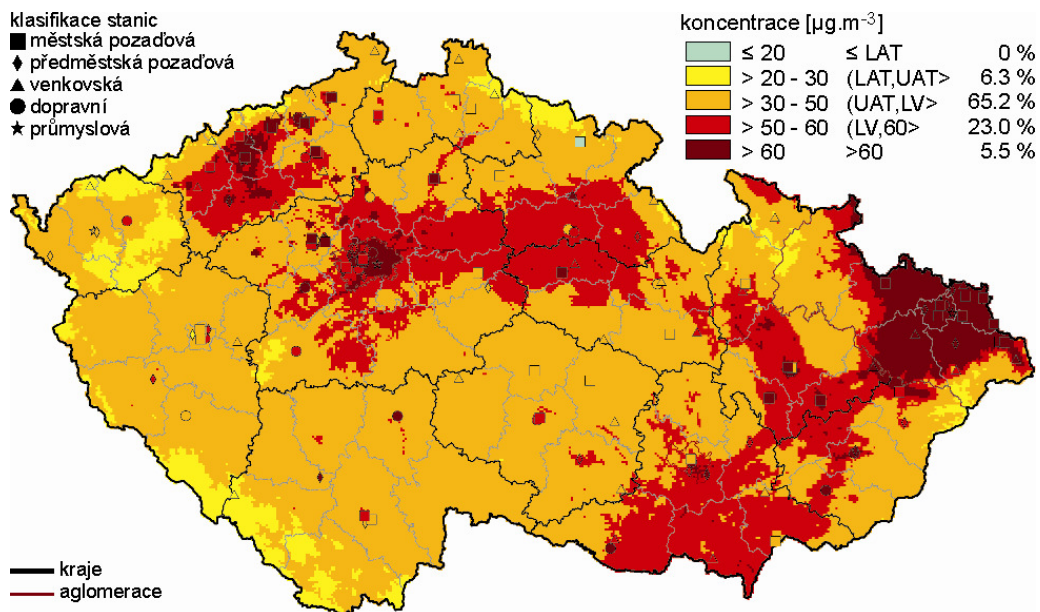 klasifikace stanic
městská pozaďová
předměstská pozaďová
venkovská
dopravní
průmyslová
koncentrace [µg.m⁻³]
≤ 20 ≤ LAT 0 %
> 20 - 30 (LAT,UAT> 6.3 %
> 30 - 50 (UAT,LV> 65.2 %
> 50 - 60 (LV,60> 23.0 %
> 60 >60 5.5 %
kraje
aglomerace